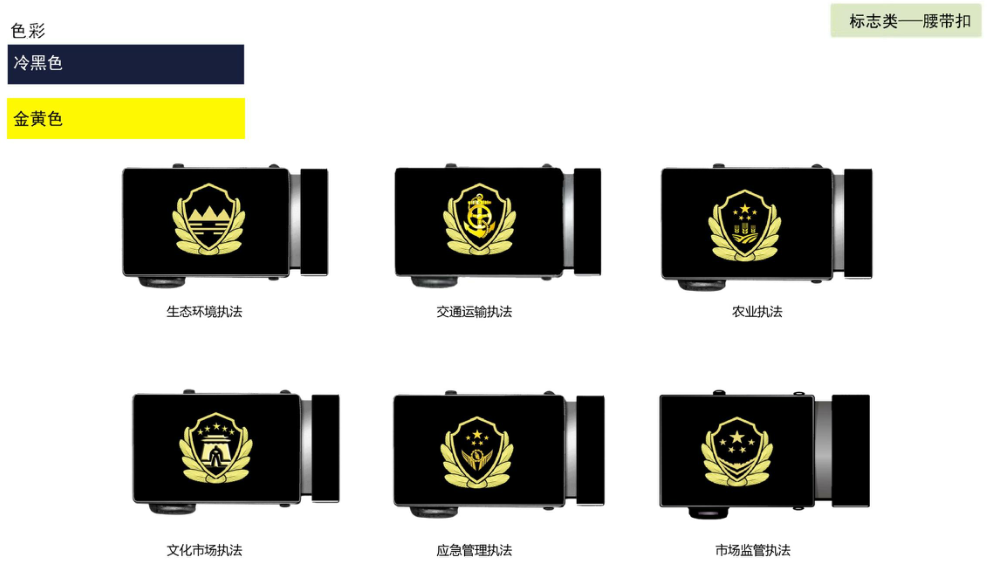 标志类——腰带扣
色彩
冷黑色
金黄色
生态环境执法
交通运输执法
农业执法
文化市场执法
应急管理执法
市场监管执法